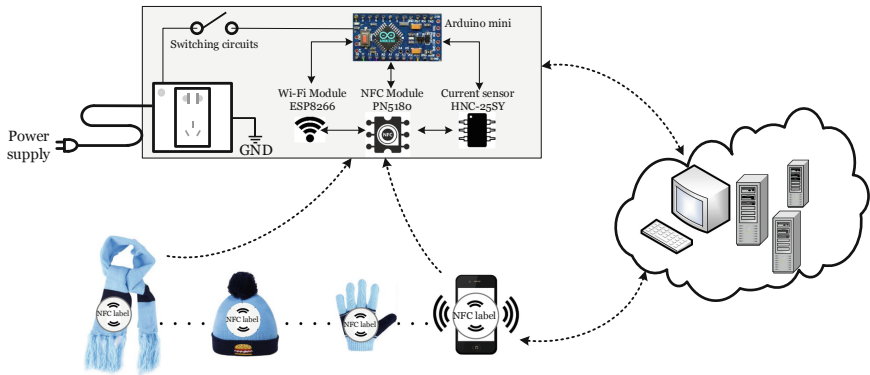 Arduino mini
Switching circuits
Wi-Fi Module
ESP8266
NFC Module
PN5180
Current sensor
HNC-25SY
NFC
Power
supply
GND
NFC label
NFC label
NFC label
NFC label